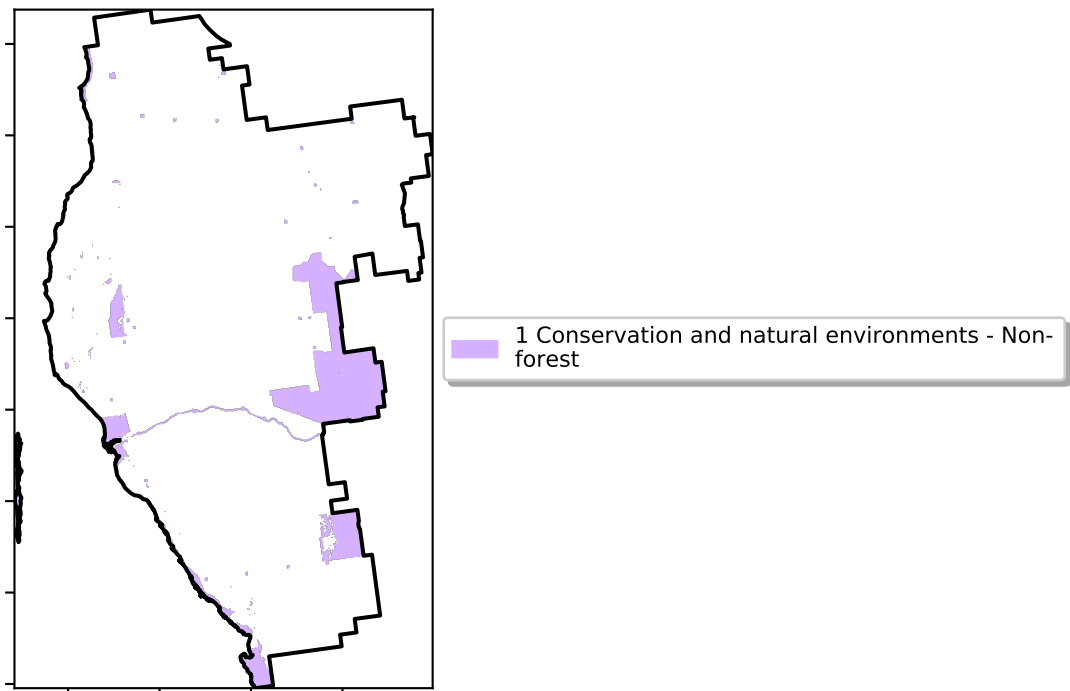 1 Conservation and natural environments - Non-
forest